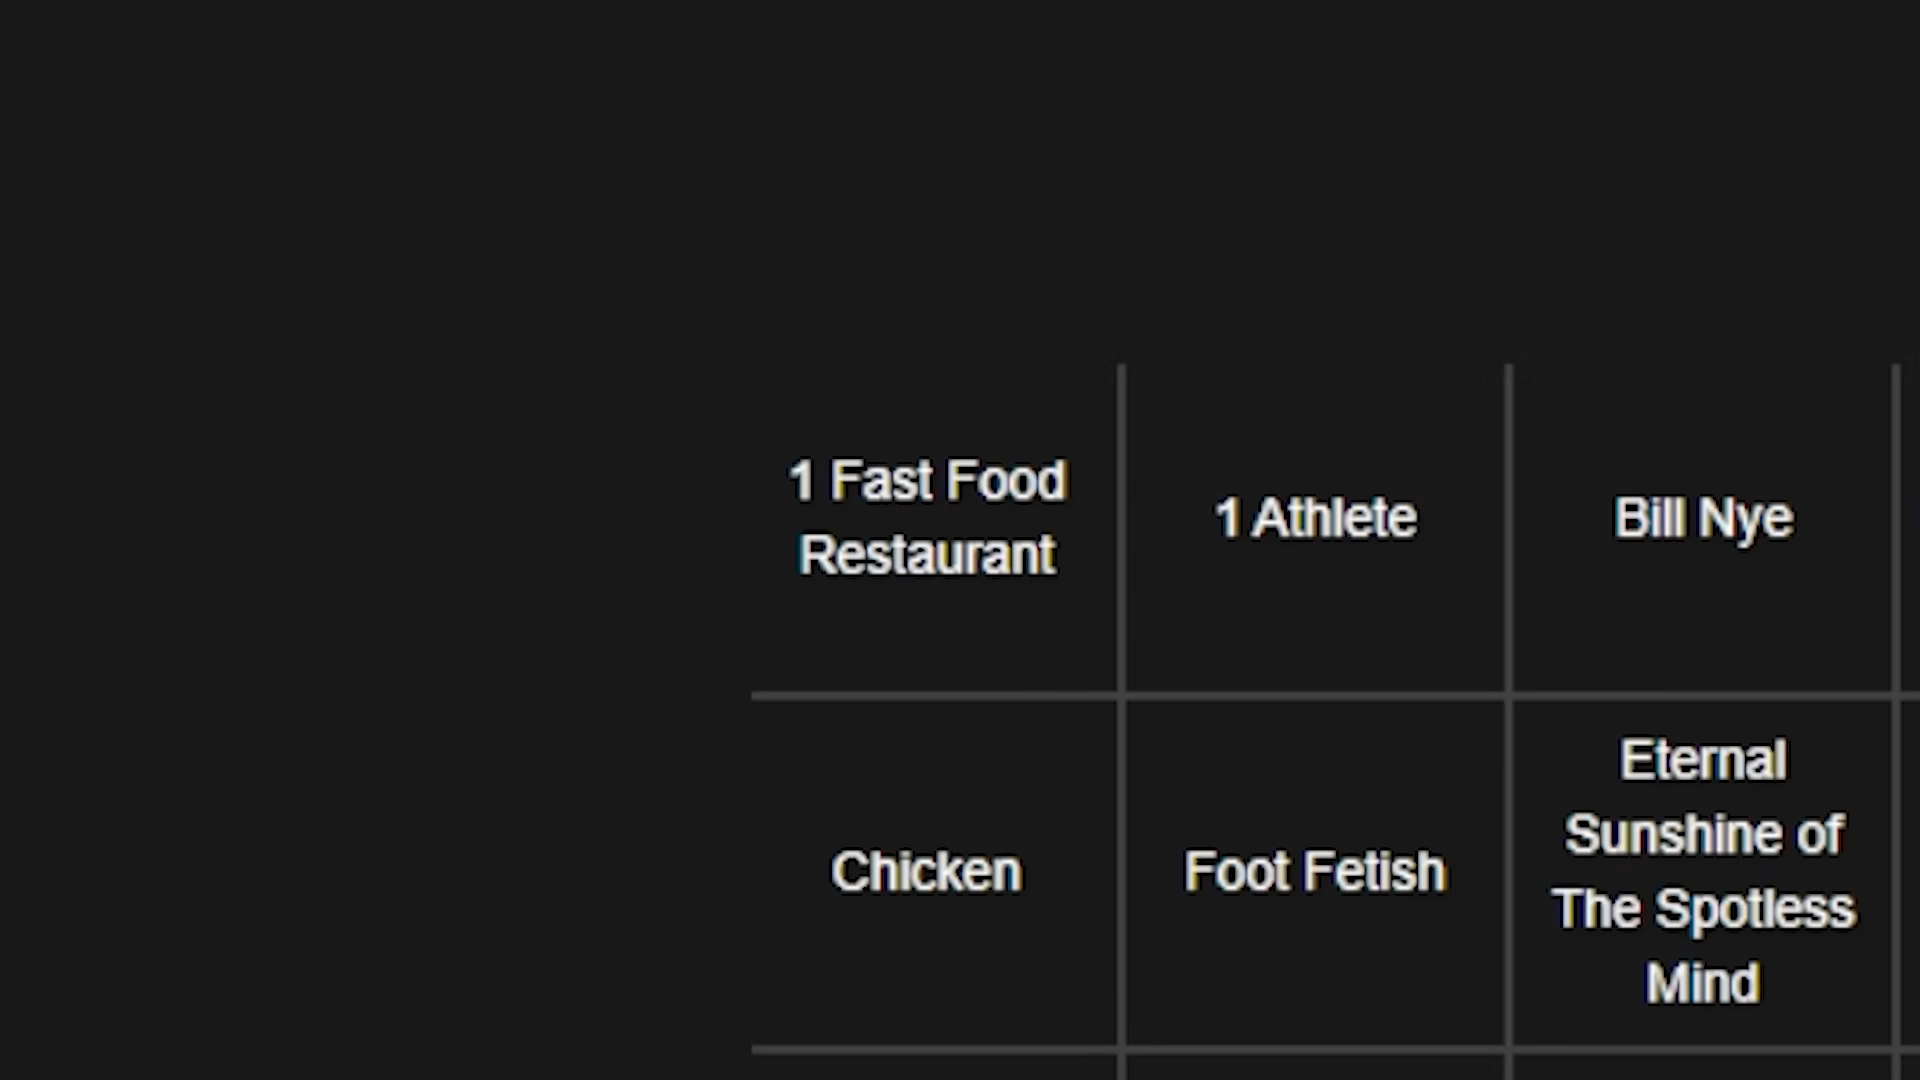 1 Fast Food
Restaurant
1 Athlete
Bill Nye
Chicken
Foot Fetish
Eternal
Sunshine of
The Spotless
Mind